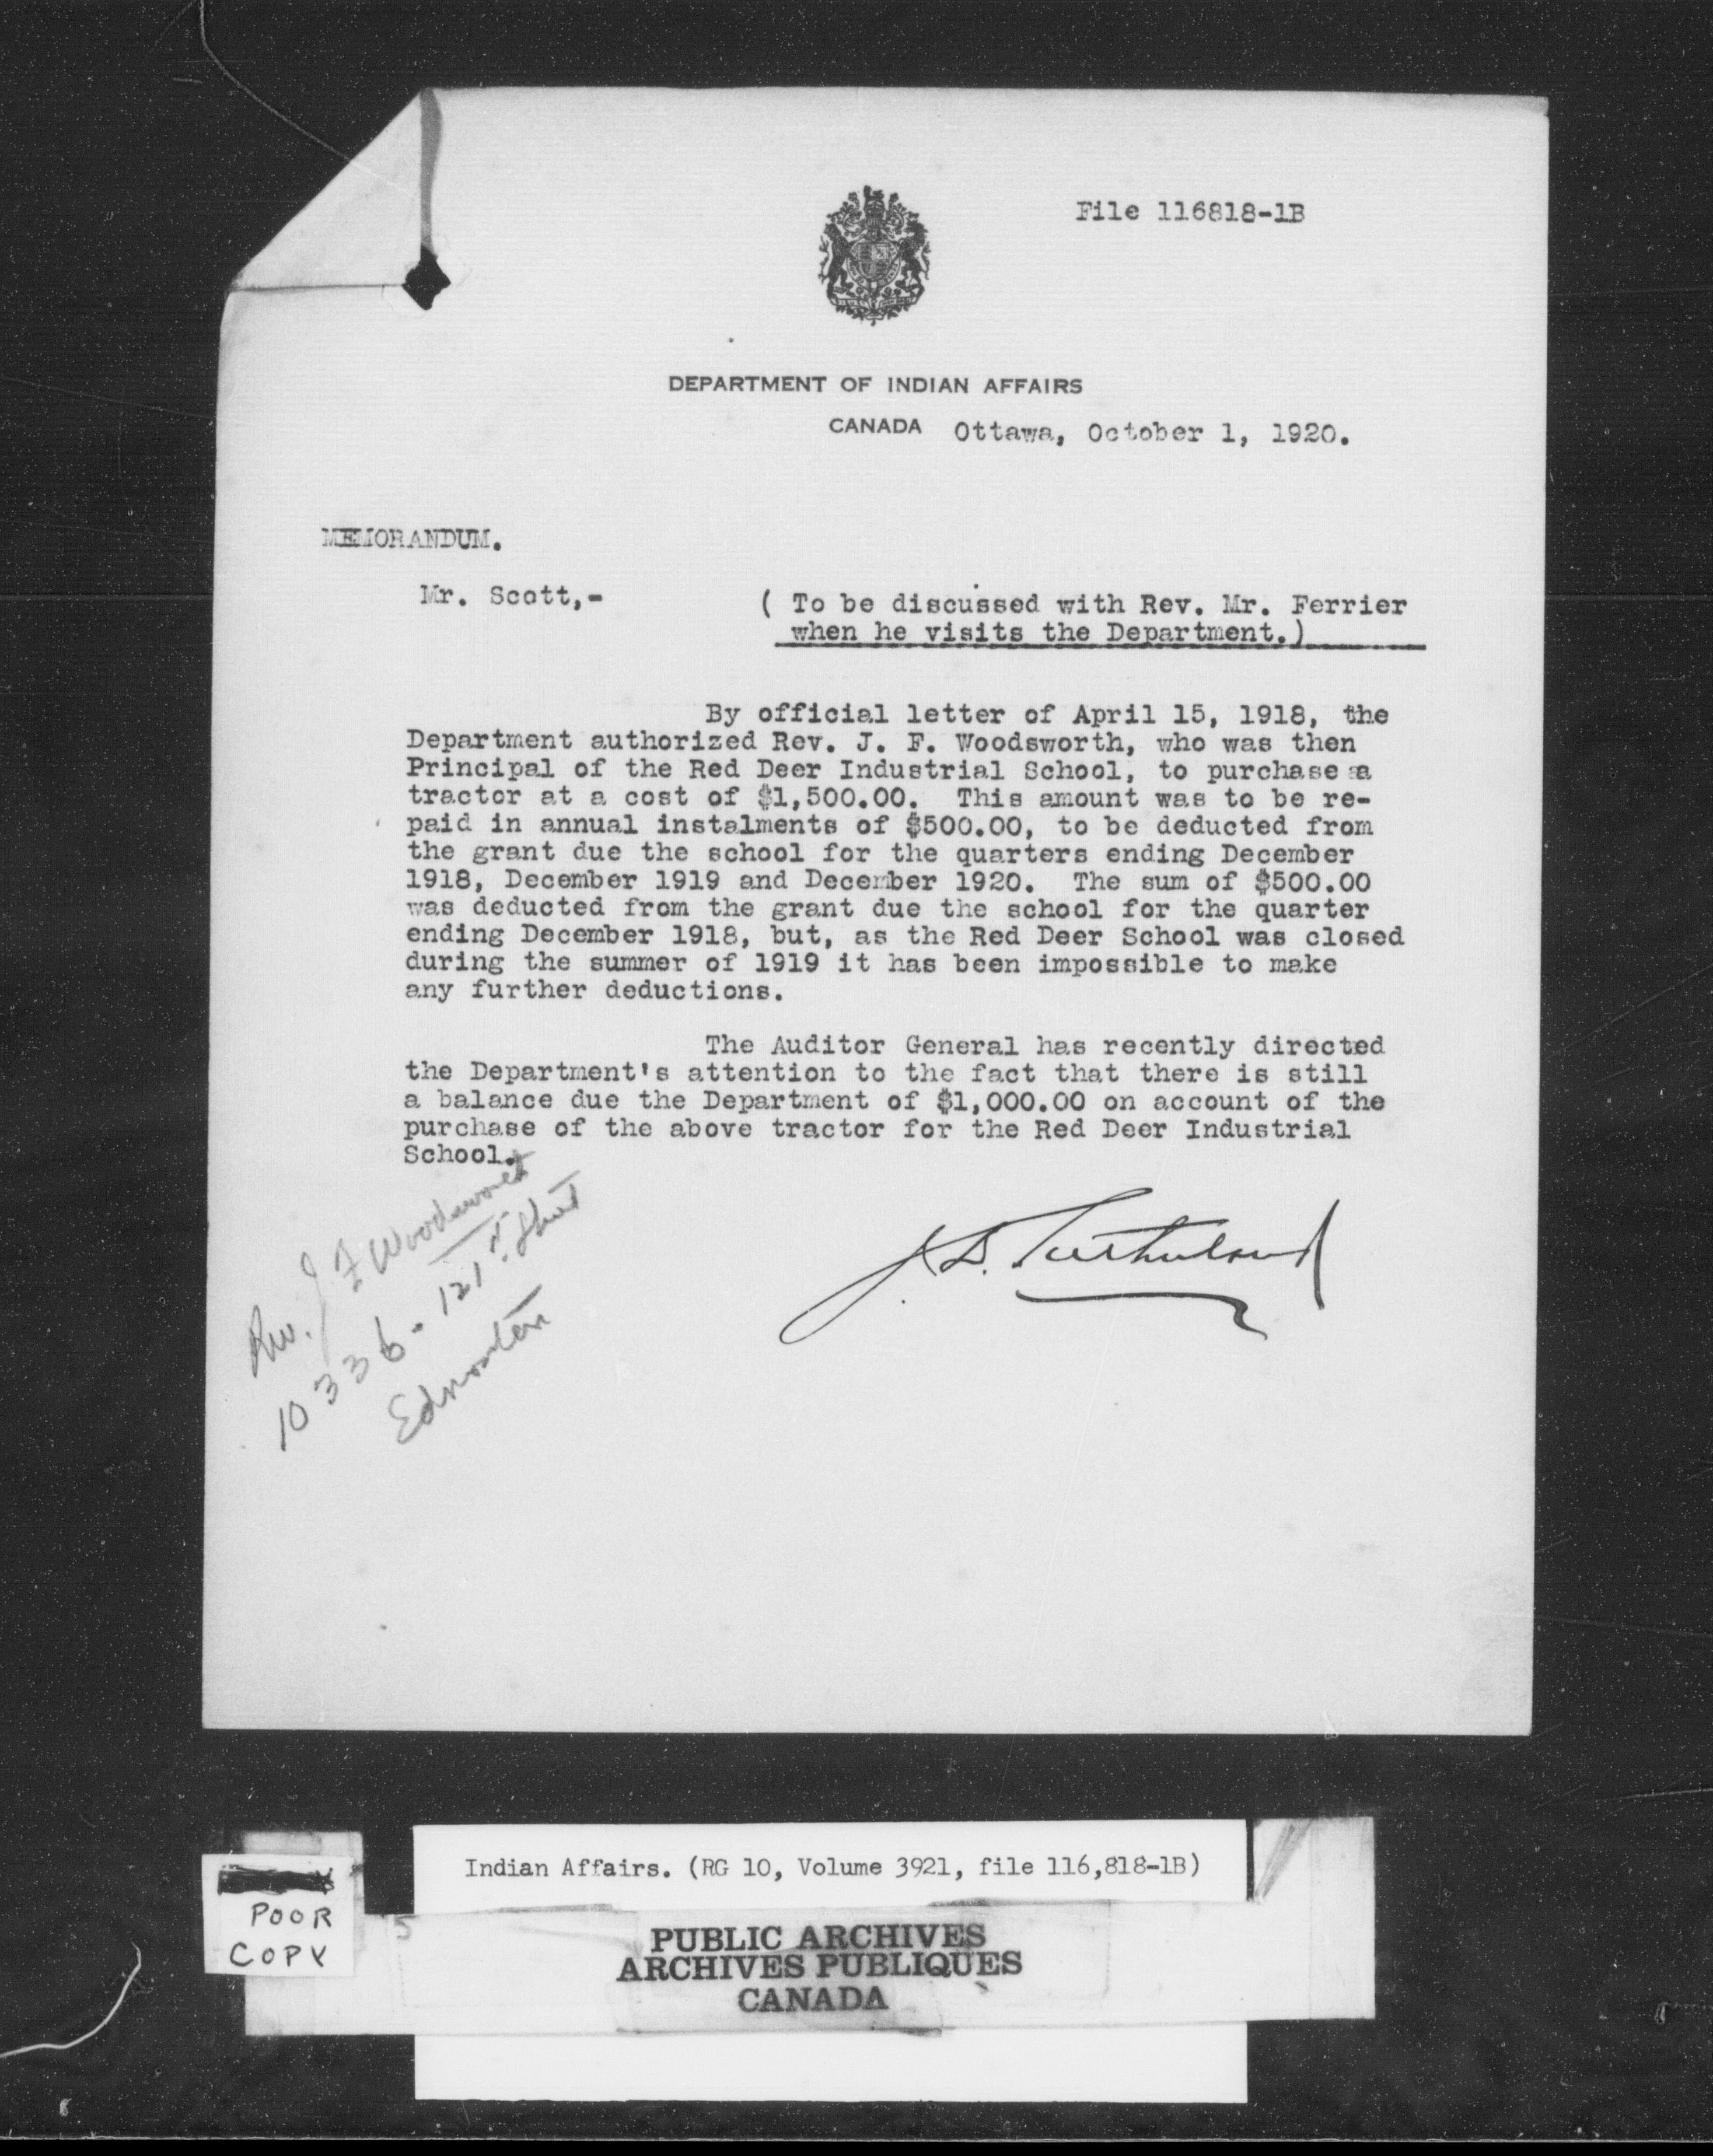 File 116818-1B
DEPARTMENT OF INDIAN AFFAIRS
CANADA Ottawa, October 1, 1920.
MEMORANDUM.
Mr. Scott,-
( To be discussed with Rev. Mr. Ferrier
when he visits the Department.)
By official letter of April 15, 1918, the
Department authorized Rev. J. F. Woodsworth, who was then
Principal of the Red Deer Industrial School, to purchase a
tractor at a cost of $1,500.00. This amount was to be re-
paid in annual instalments of $500.00, to be deducted from
the grant due the school for the quarters ending December
1918, December 1919 and December 1920. The sum of $500.00
was deducted from the grant due the school for the quarter
ending December 1918, but, as the Red Deer School was closed
during the summer of 1919 it has been impossible to make
any further deductions.
The Auditor General has recently directed
the Department's attention to the fact that there is still
a balance due the Department of $1,000.00 on account of the
purchase of the above tractor for the Red Deer Industrial
School.
Rev. J F Woodsworth
10336-121 st. Street
Edmonton
J. D. Sutherland
Indian Affairs. (RG 10, Volume 3921, file 116,818-1B)
POOR
COPY
5
PUBLIC ARCHIVES
ARCHIVES PUBLIQUES
CANADA